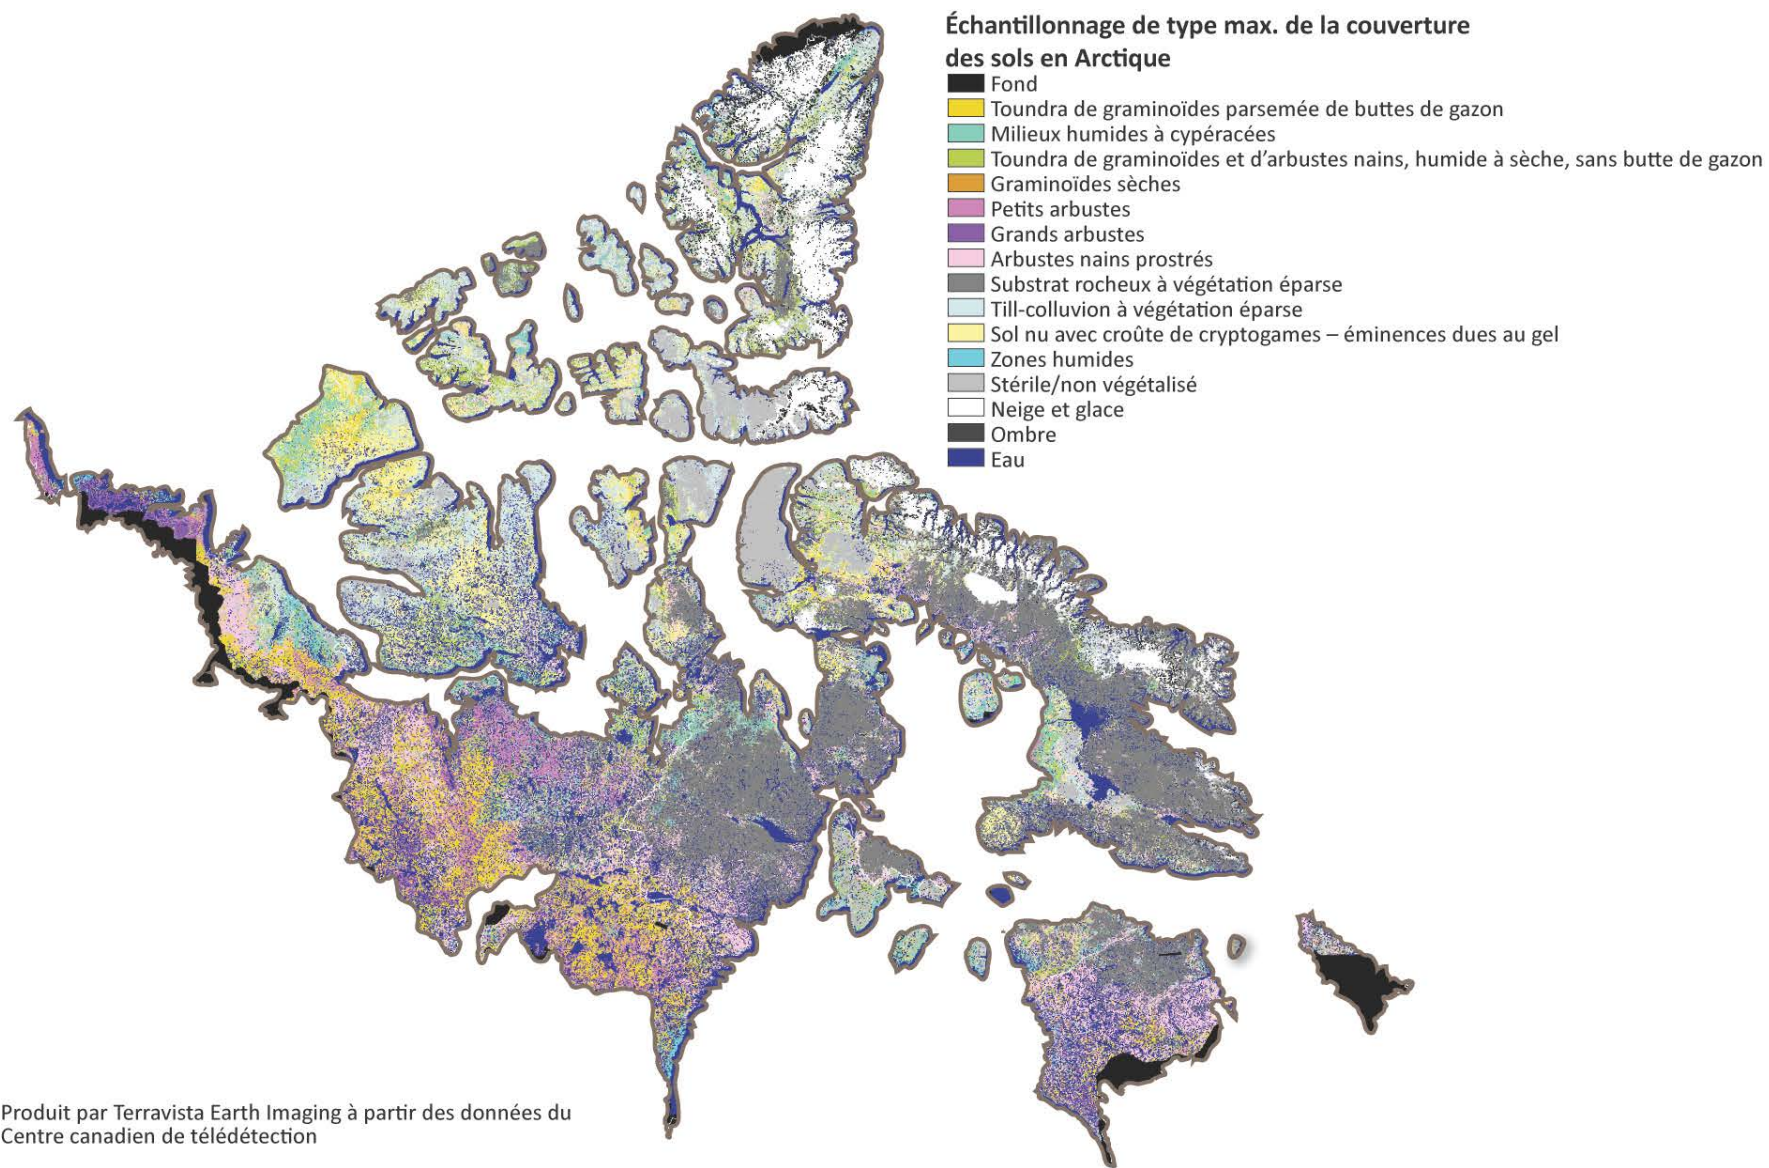 Échantillonnage de type max. de la couverture
des sols en Arctique
Fond
Toundra de graminoïdes parsemée de buttes de gazon
Milieux humides à cypéracées
Toundra de graminoïdes et d’arbustes nains, humide à sèche, sans butte de gazon
Graminoïdes sèches
Petits arbustes
Grands arbustes
Arbustes nains prostrés
Substrat rocheux à végétation éparse
Till-colluvion à végétation éparse
Sol nu avec croûte de cryptogames – éminences dues au gel
Zones humides
Stérile/non végétalisé
Neige et glace
Ombre
Eau
Produit par Terravista Earth Imaging à partir des données du
Centre canadien de télédétection